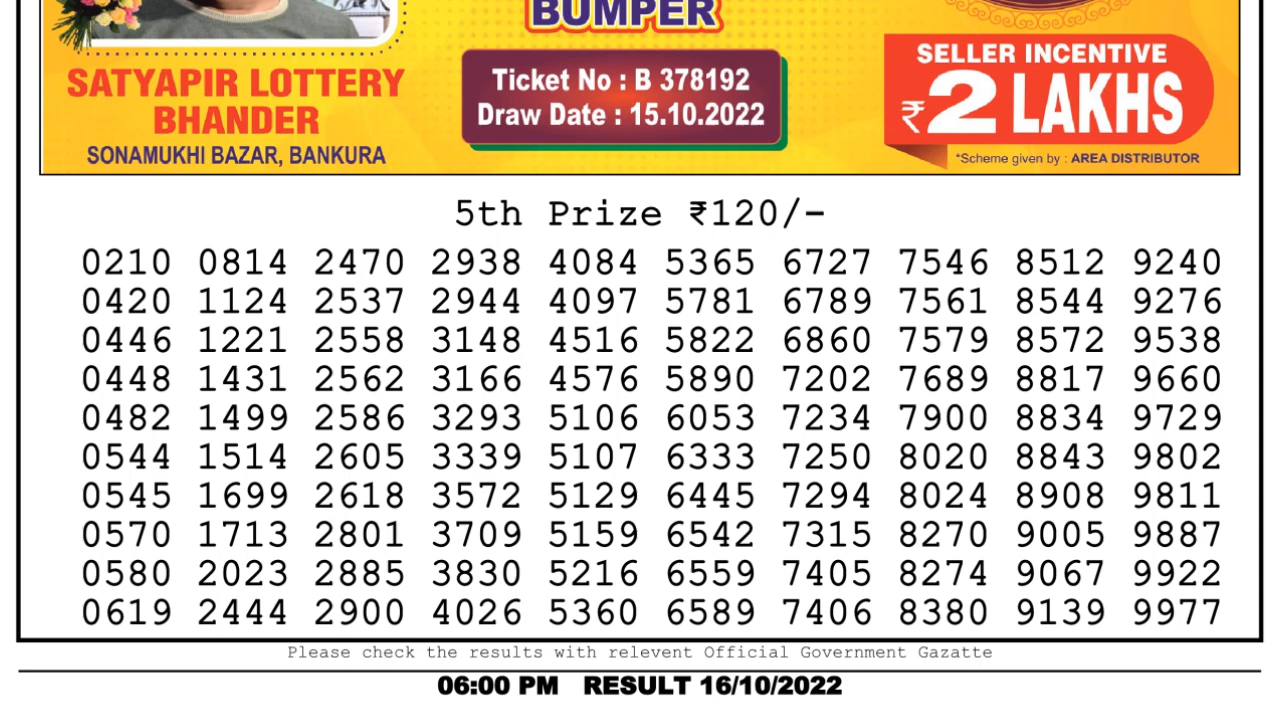 BUMPER
SATYAPIR LOTTERY
BHANDER
SONAMUKHI BAZAR, BANKURA
Ticket No : B 378192
Draw Date : 15.10.2022
SELLER INCENTIVE
₹2 LAKHS
*Scheme given by : AREA DISTRIBUTOR
5th Prize ₹120/-
0210 0814 2470 2938 4084 5365 6727 7546 8512 9240
0420 1124 2537 2944 4097 5781 6789 7561 8544 9276
0446 1221 2558 3148 4516 5822 6860 7579 8572 9538
0448 1431 2562 3166 4576 5890 7202 7689 8817 9660
0482 1499 2586 3293 5106 6053 7234 7900 8834 9729
0544 1514 2605 3339 5107 6333 7250 8020 8843 9802
0545 1699 2618 3572 5129 6445 7294 8024 8908 9811
0570 1713 2801 3709 5159 6542 7315 8270 9005 9887
0580 2023 2885 3830 5216 6559 7405 8274 9067 9922
0619 2444 2900 4026 5360 6589 7406 8380 9139 9977
Please check the results with relevent Official Government Gazatte
06:00 PM RESULT 16/10/2022